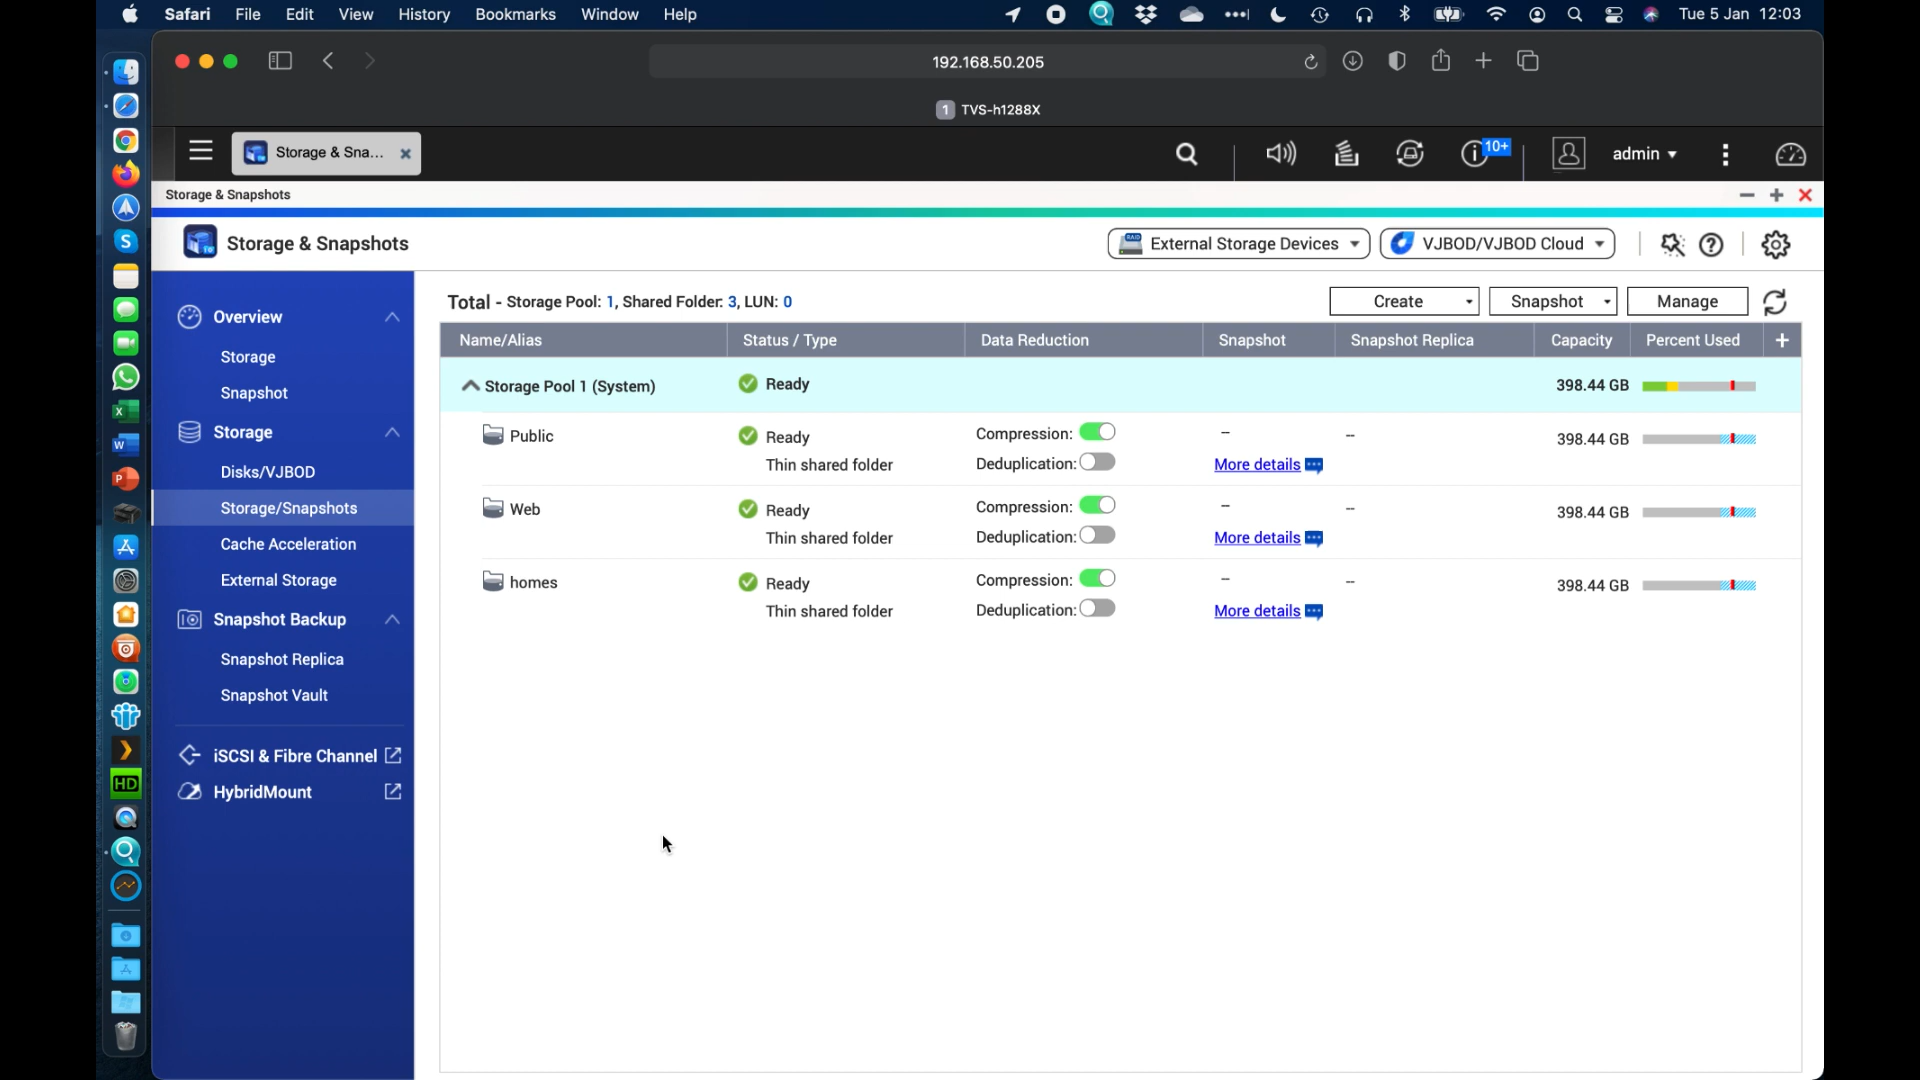 Safari File Edit View History Bookmarks Window Help Tue 5 Jan 12:03
192.168.50.205
1 TVS-h1288X
Storage & Sna... 10+ admin
Storage & Snapshots
Storage & Snapshots External Storage Devices VJBOD/VJBOD Cloud
Overview
Storage
Snapshot
Storage
Disks/VJBOD
Storage/Snapshots
Cache Acceleration
External Storage
Snapshot Backup
Snapshot Replica
Snapshot Vault
iSCSI & Fibre Channel
HybridMount
Total - Storage Pool: 1, Shared Folder: 3, LUN: 0 Create Snapshot Manage
Name/Alias Status / Type Data Reduction Snapshot Snapshot Replica Capacity Percent Used +
Storage Pool 1 (System) Ready 398.44 GB
Public Ready Compression: -- -- 398.44 GB
Thin shared folder Deduplication: More details
Web Ready Compression: -- -- 398.44 GB
Thin shared folder Deduplication: More details
homes Ready Compression: -- -- 398.44 GB
Thin shared folder Deduplication: More details
HD